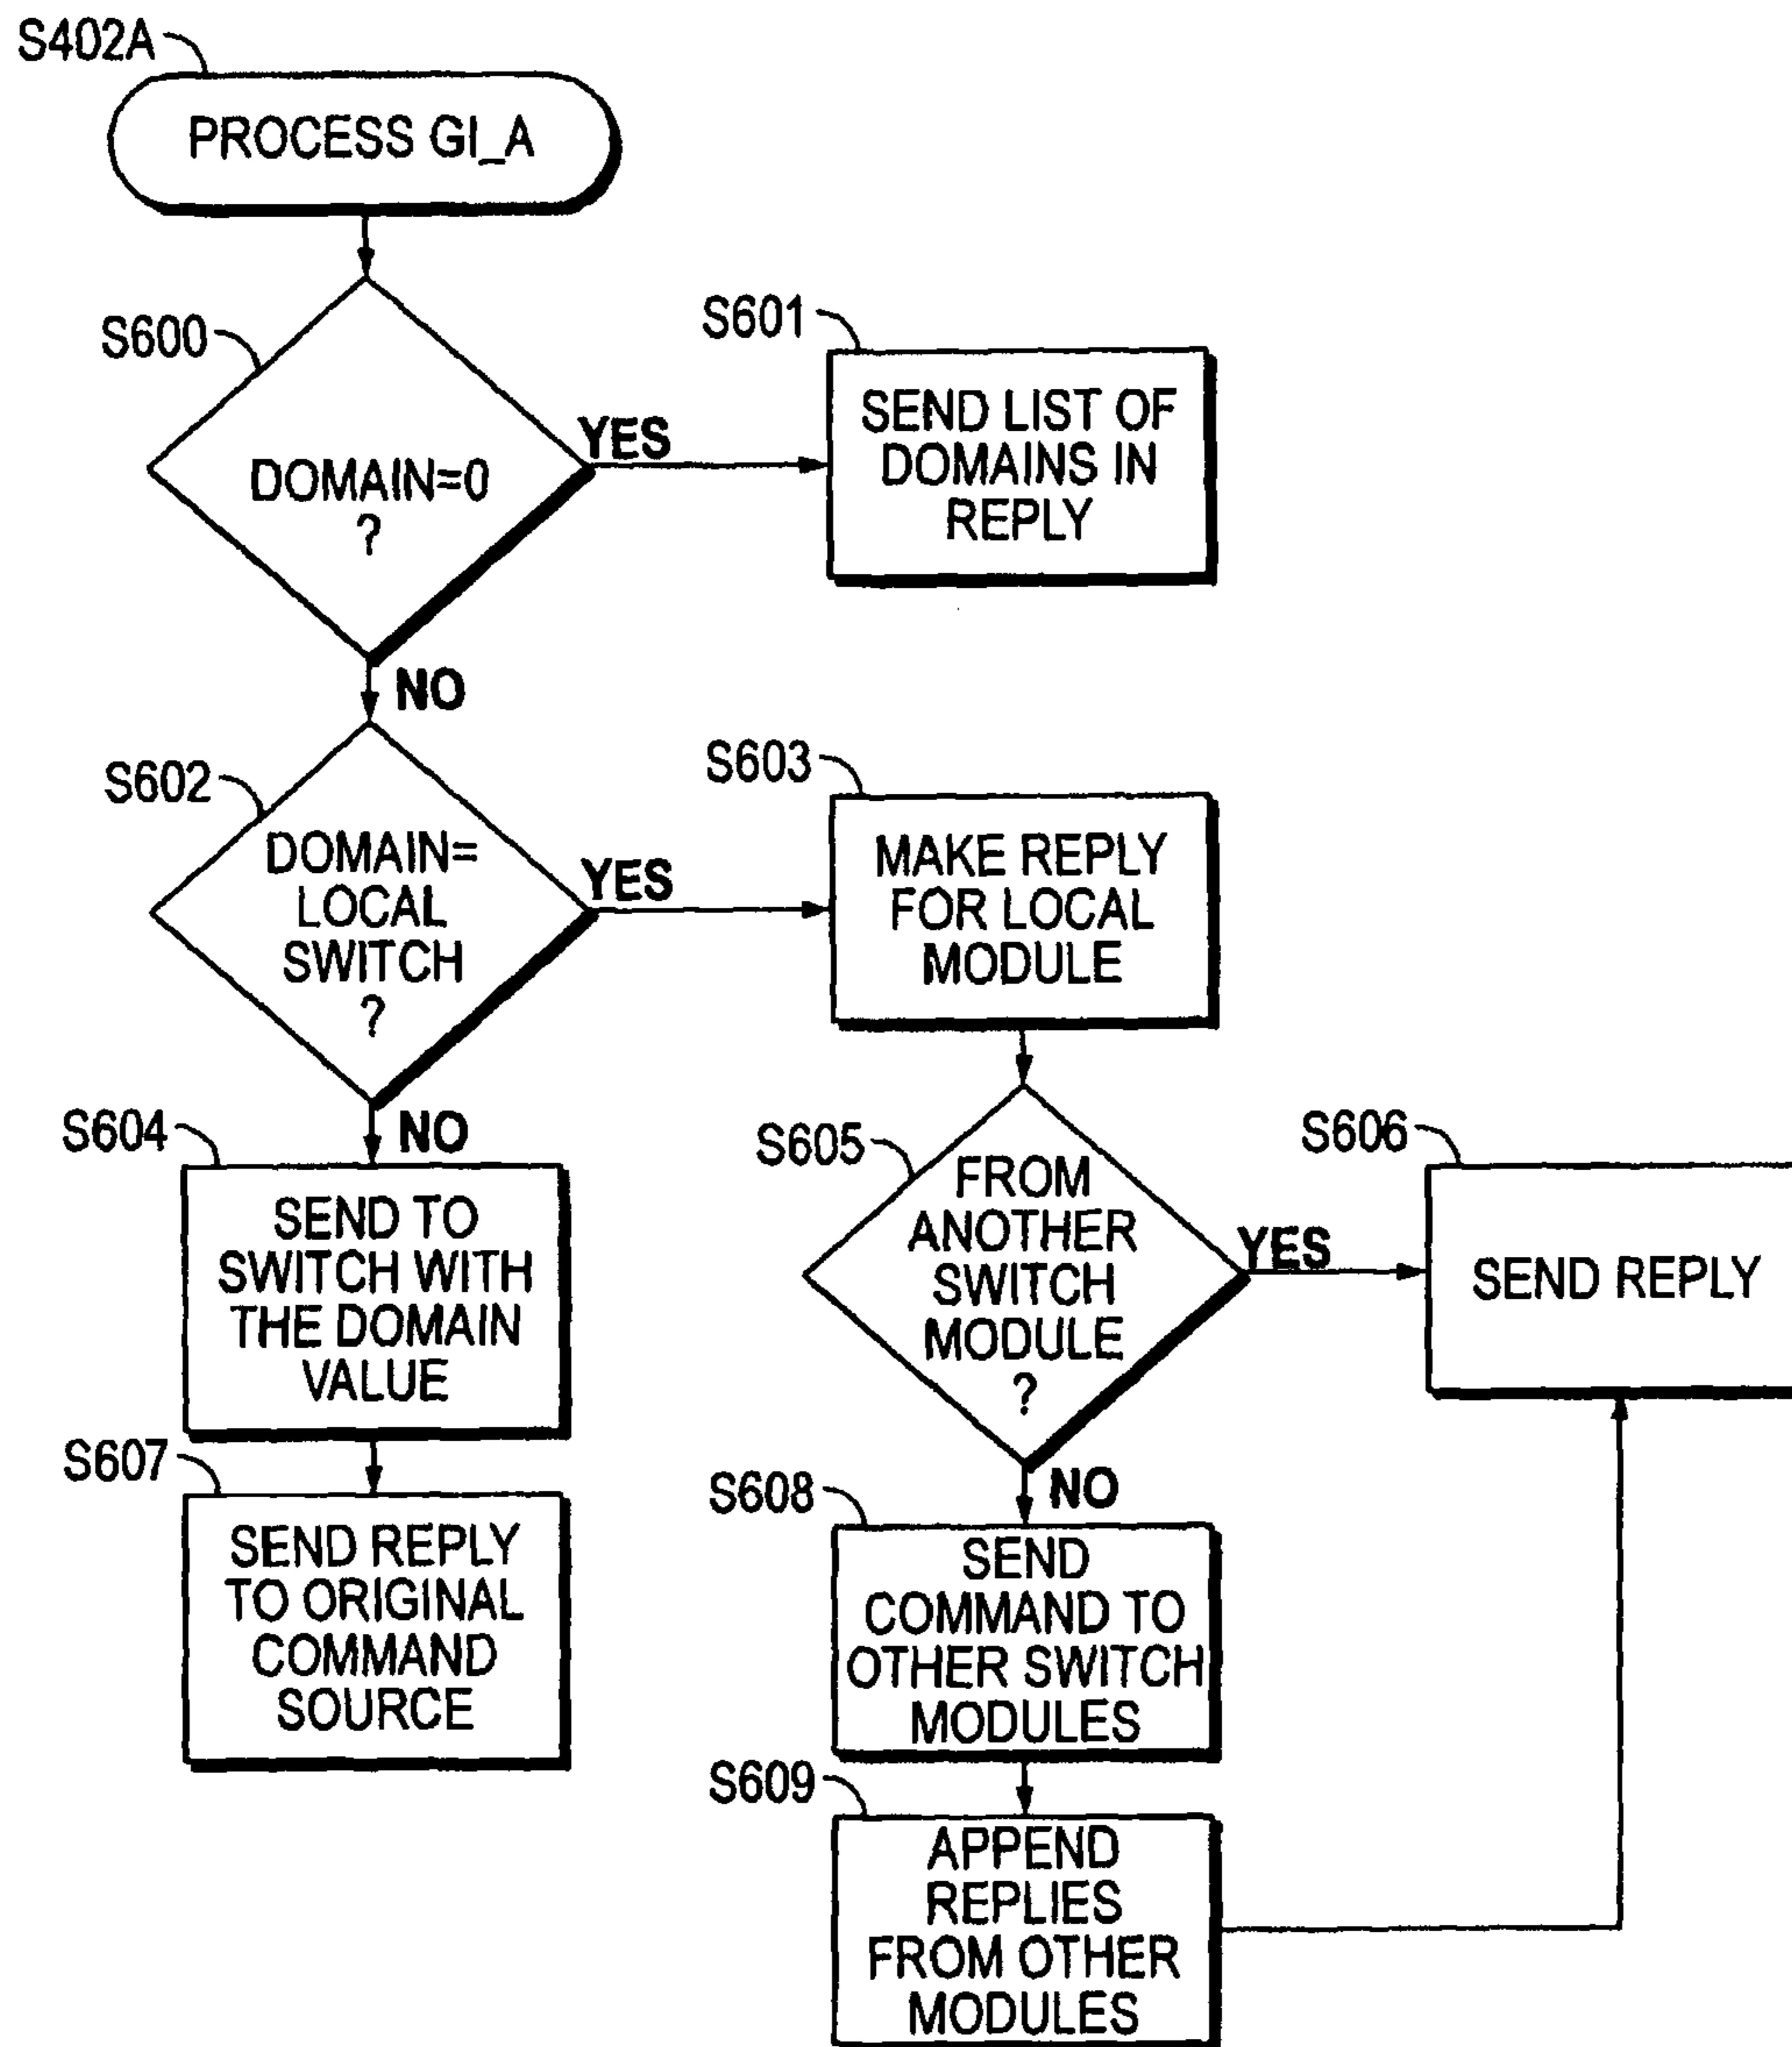 S402A
PROCESS GI_A
S600
DOMAIN=0
?
YES
S601
SEND LIST OF
DOMAINS IN
REPLY
NO
S602
DOMAIN=
LOCAL
SWITCH
?
YES
S603
MAKE REPLY
FOR LOCAL
MODULE
NO
S604
SEND TO
SWITCH WITH
THE DOMAIN
VALUE
S605
FROM
ANOTHER
SWITCH
MODULE
?
YES
S606
SEND REPLY
S607
SEND REPLY
TO ORIGINAL
COMMAND
SOURCE
NO
S608
SEND
COMMAND TO
OTHER SWITCH
MODULES
S609
APPEND
REPLIES
FROM OTHER
MODULES